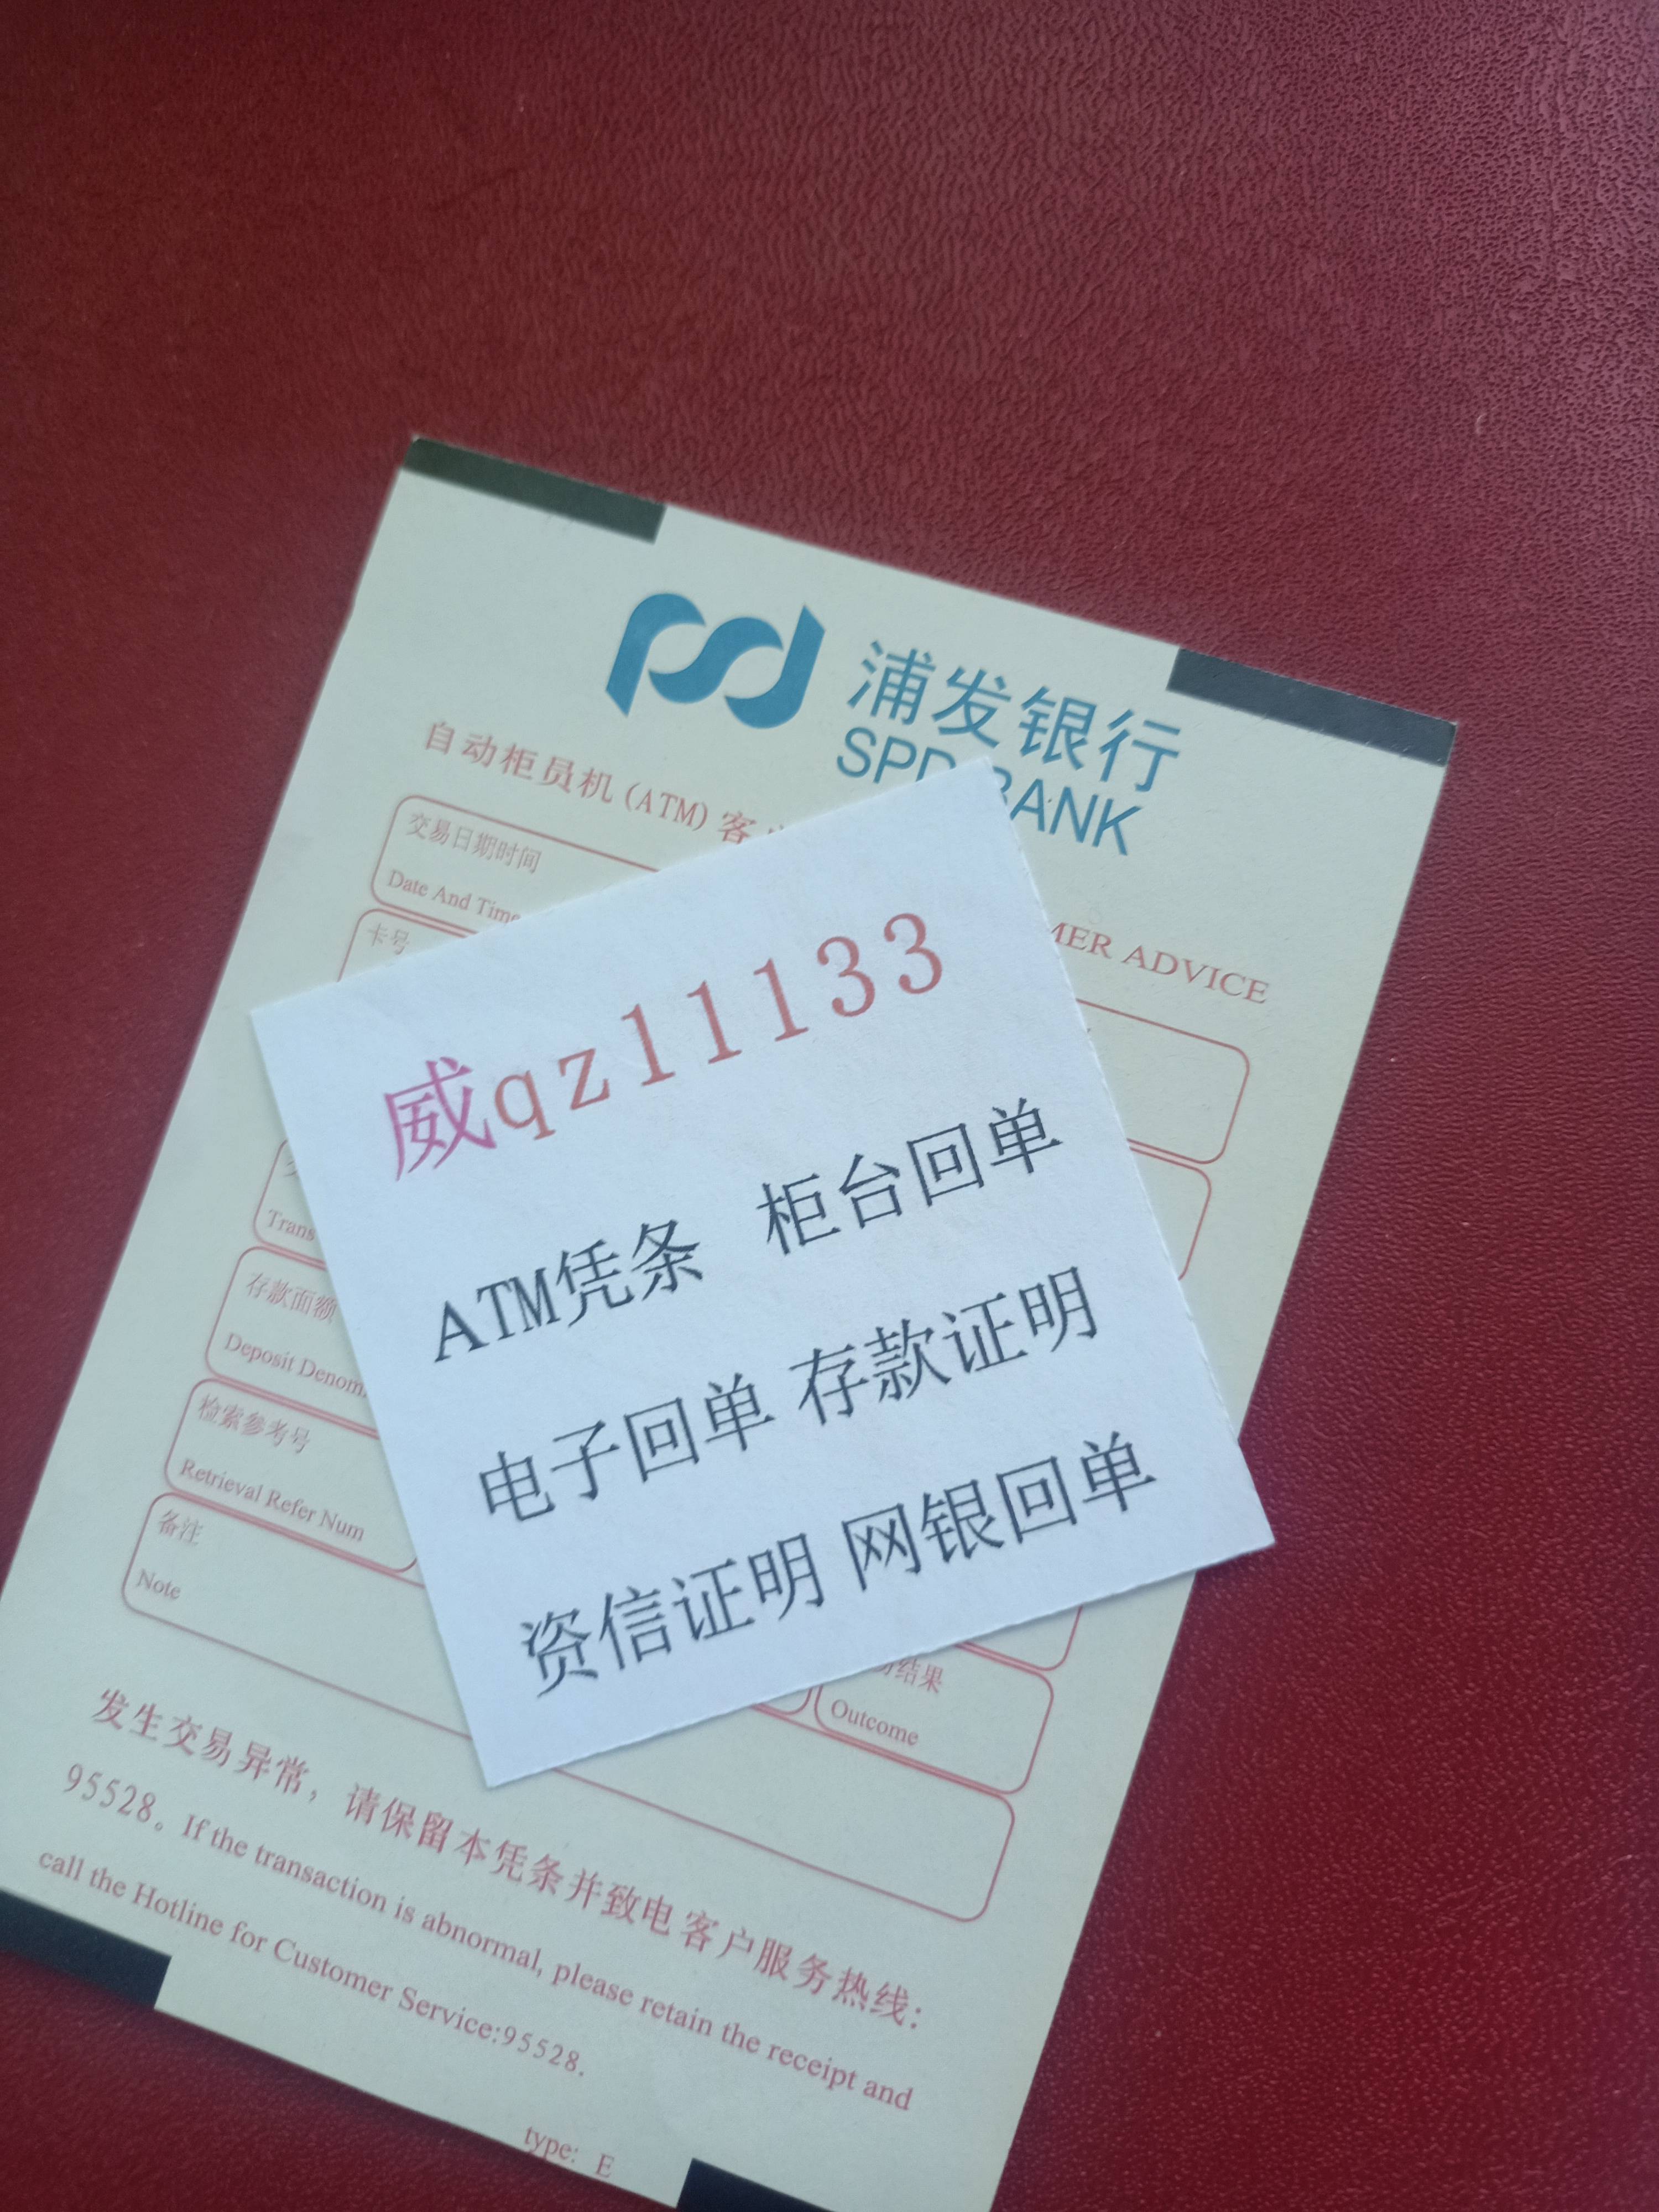 浦发银行
SPD BANK
自动柜员机(ATM)客
MER ADVICE
交易日期时间
Date And Time
卡号
威qz11133
ATM凭条 柜台回单
电子回单 存款证明
资信证明 网银回单
Trans
存款面额
Deposit Denom
检索参考号
Retrieval Refer Num
备注
Note
结果
Outcome
发生交易异常，请保留本凭条并致电客户服务热线：
95528。If the transaction is abnormal, please retain the receipt and
call the Hotline for Customer Service:95528.
type: E